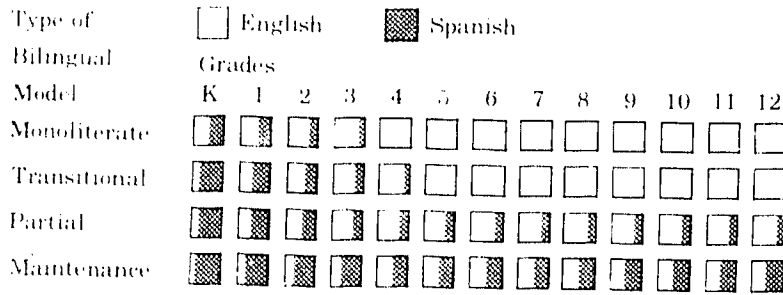 Type of English Spanish
Bilingual Grades
Model K 1 2 3 4 5 6 7 8 9 10 11 12
Monoliterate
Transitional
Partial
Maintenance